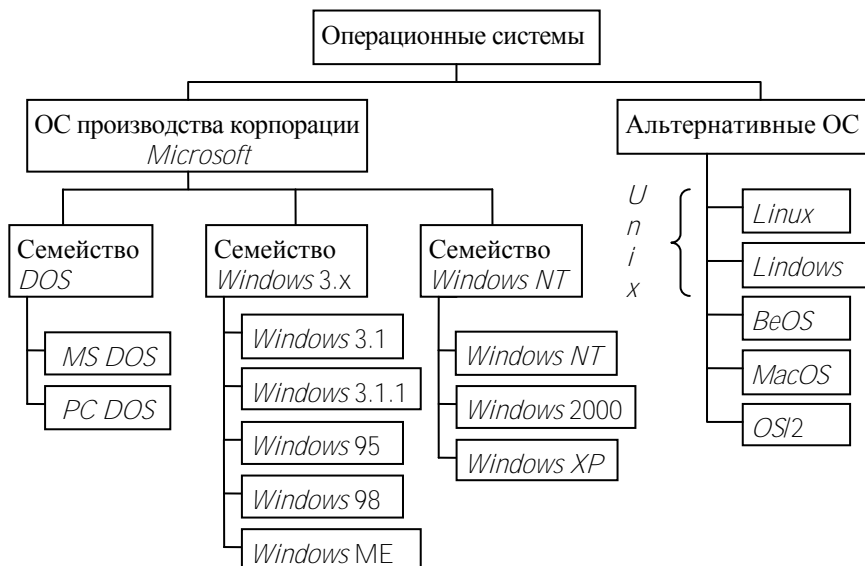 Операционные системы
ОС производства корпорации
Microsoft
Альтернативные ОС
Семейство
DOS
MS DOS
PC DOS
Семейство
Windows 3.x
Windows 3.1
Windows 3.1.1
Windows 95
Windows 98
Windows ME
Семейство
Windows NT
Windows NT
Windows 2000
Windows XP
U
n
i
x
Linux
Lindows
BeOS
MacOS
OS/2